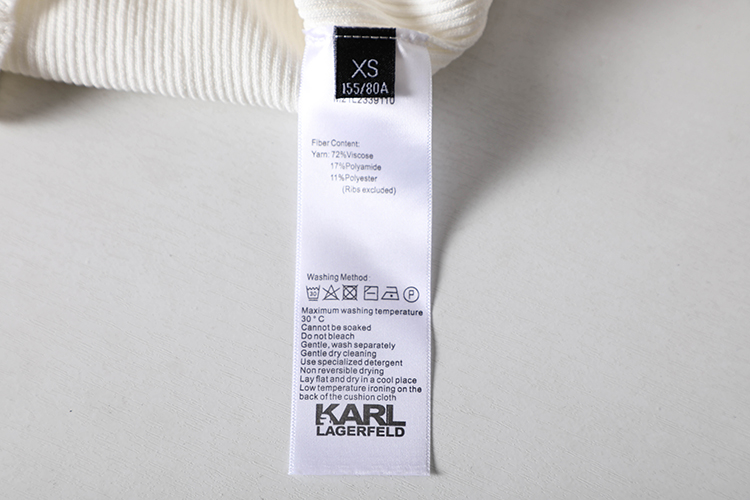 XS
155/80A
Fiber Content:
Yarn: 72%Viscose
17%Polyamide
11%Polyester
(Ribs excluded)
Washing Method
30
P
Maximum washing temperature
30 ° C
Cannot be soaked
Do not bleach
Gentle, wash separately
Gentle dry cleaning
Use specialized detergent
Non reversible drying
Lay flat and dry in a cool place
Low temperature ironing on the
back of the cushion cloth
KARL
LAGERFELD